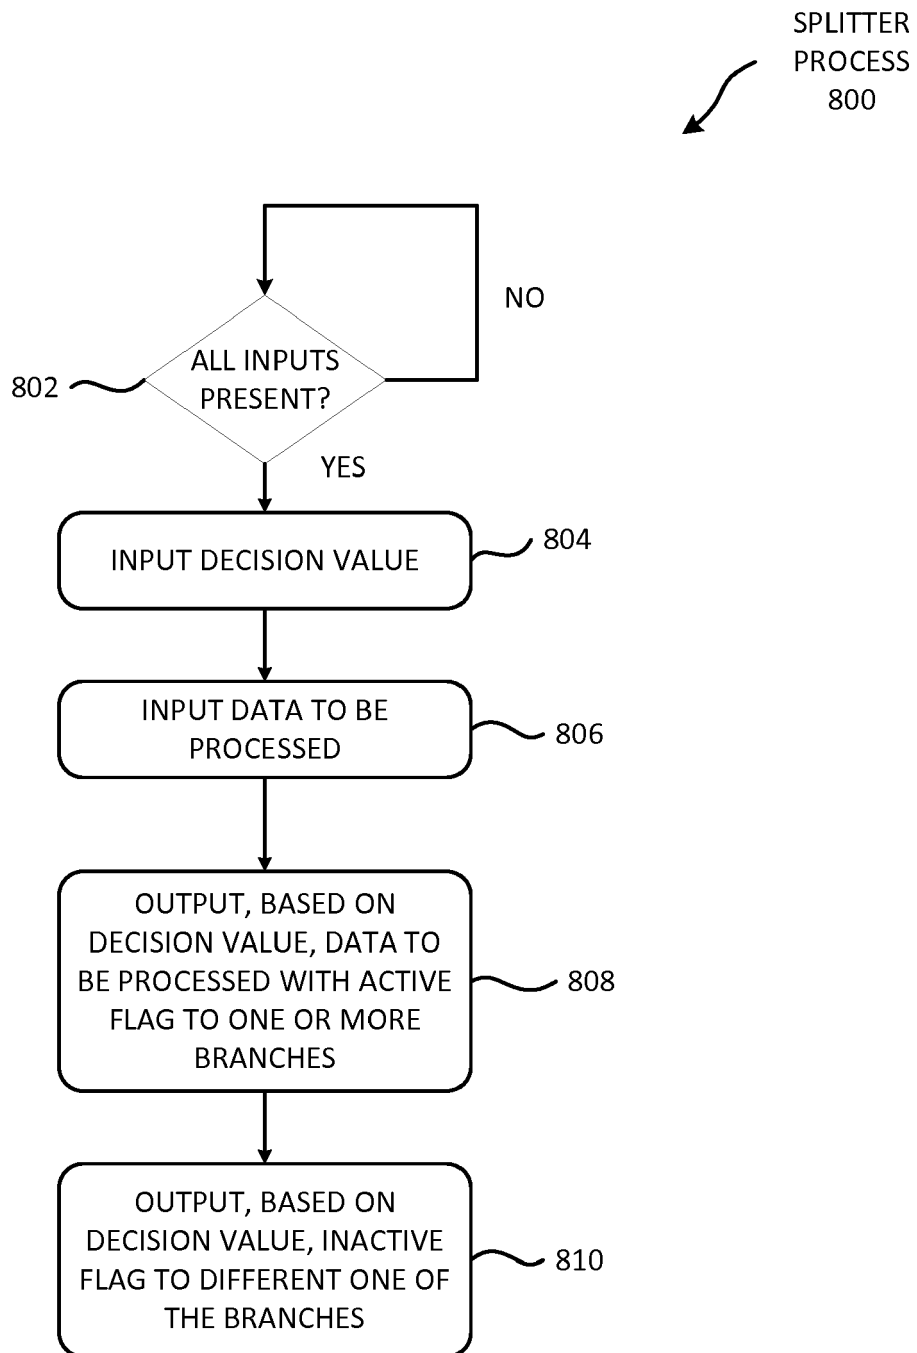 SPLITTER
PROCESS
800
NO
ALL INPUTS
PRESENT?
802
YES
INPUT DECISION VALUE
804
INPUT DATA TO BE
PROCESSED
806
OUTPUT, BASED ON
DECISION VALUE, DATA TO
BE PROCESSED WITH ACTIVE
FLAG TO ONE OR MORE
BRANCHES
808
OUTPUT, BASED ON
DECISION VALUE, INACTIVE
FLAG TO DIFFERENT ONE OF
THE BRANCHES
810